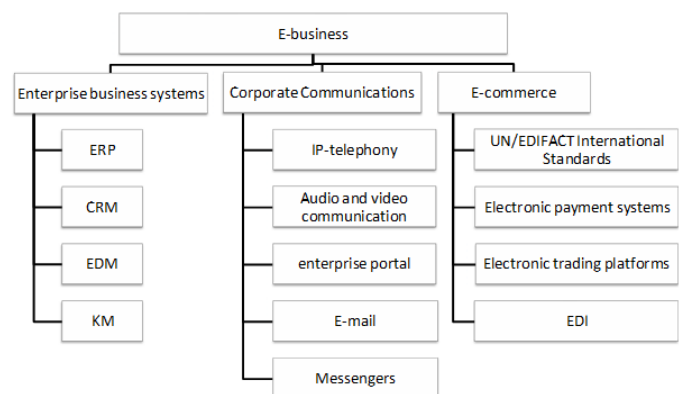 E-business
Enterprise business systems
Corporate Communications
E-commerce
ERP
CRM
EDM
KM
IP-telephony
Audio and video
communication
enterprise portal
E-mail
Messengers
UN/EDIFACT International
Standards
Electronic payment systems
Electronic trading platforms
EDI